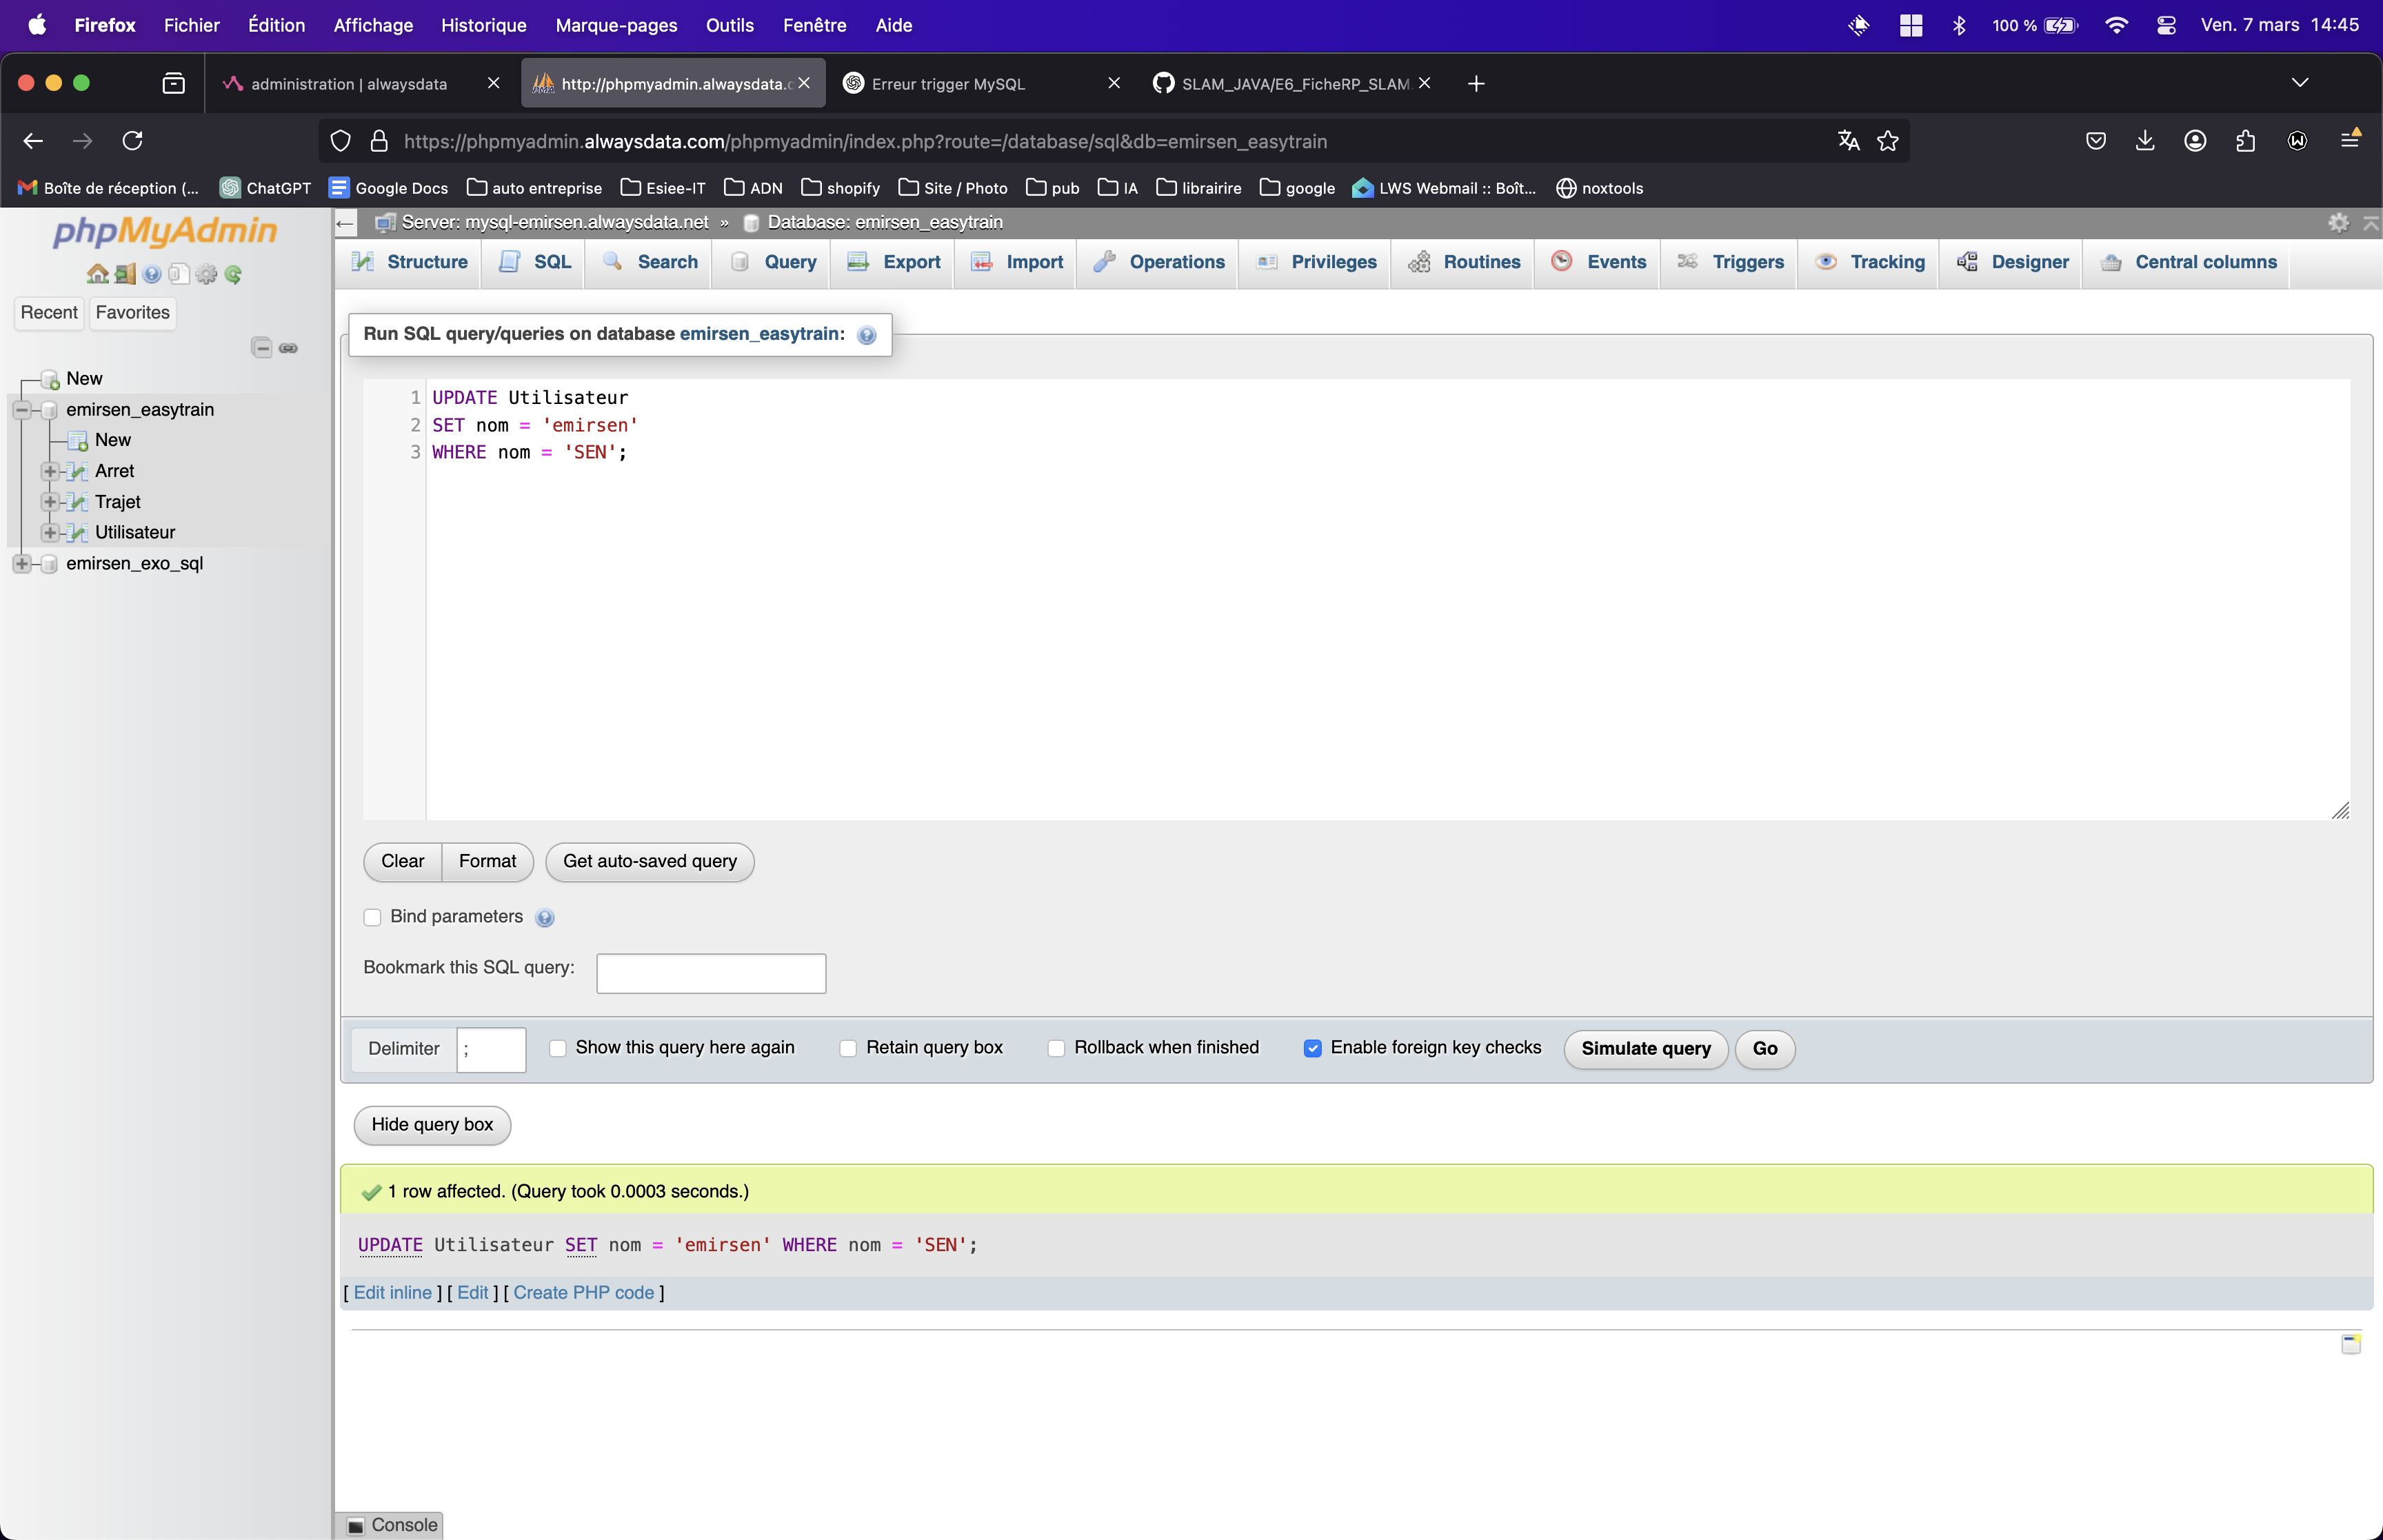 Firefox Fichier Édition Affichage Historique Marque-pages Outils Fenêtre Aide 100 % Ven. 7 mars 14:45
administration | alwaysdata http://phpmyadmin.alwaysdata.c Erreur trigger MySQL SLAM_JAVA/E6_FicheRP_SLAM.
https://phpmyadmin.alwaysdata.com/phpmyadmin/index.php?route=/database/sql&db=emirsen_easytrain
Boîte de réception (... ChatGPT Google Docs auto entreprise Esiee-IT ADN shopify Site / Photo pub IA librairire google LWS Webmail :: Boît... noxtools
phpMyAdmin
Recent Favorites
New
emirsen_easytrain
New
Arret
Trajet
Utilisateur
emirsen_exo_sql
Server: mysql-emirsen.alwaysdata.net » Database: emirsen_easytrain
Structure SQL Search Query Export Import Operations Privileges Routines Events Triggers Tracking Designer Central columns
Run SQL query/queries on database emirsen_easytrain:
1 UPDATE Utilisateur
2 SET nom = 'emirsen'
3 WHERE nom = 'SEN';
Clear Format Get auto-saved query
Bind parameters
Bookmark this SQL query:
Delimiter ; Show this query here again Retain query box Rollback when finished Enable foreign key checks Simulate query Go
Hide query box
1 row affected. (Query took 0.0003 seconds.)
UPDATE Utilisateur SET nom = 'emirsen' WHERE nom = 'SEN';
[ Edit inline ] [ Edit ] [ Create PHP code ]
Console